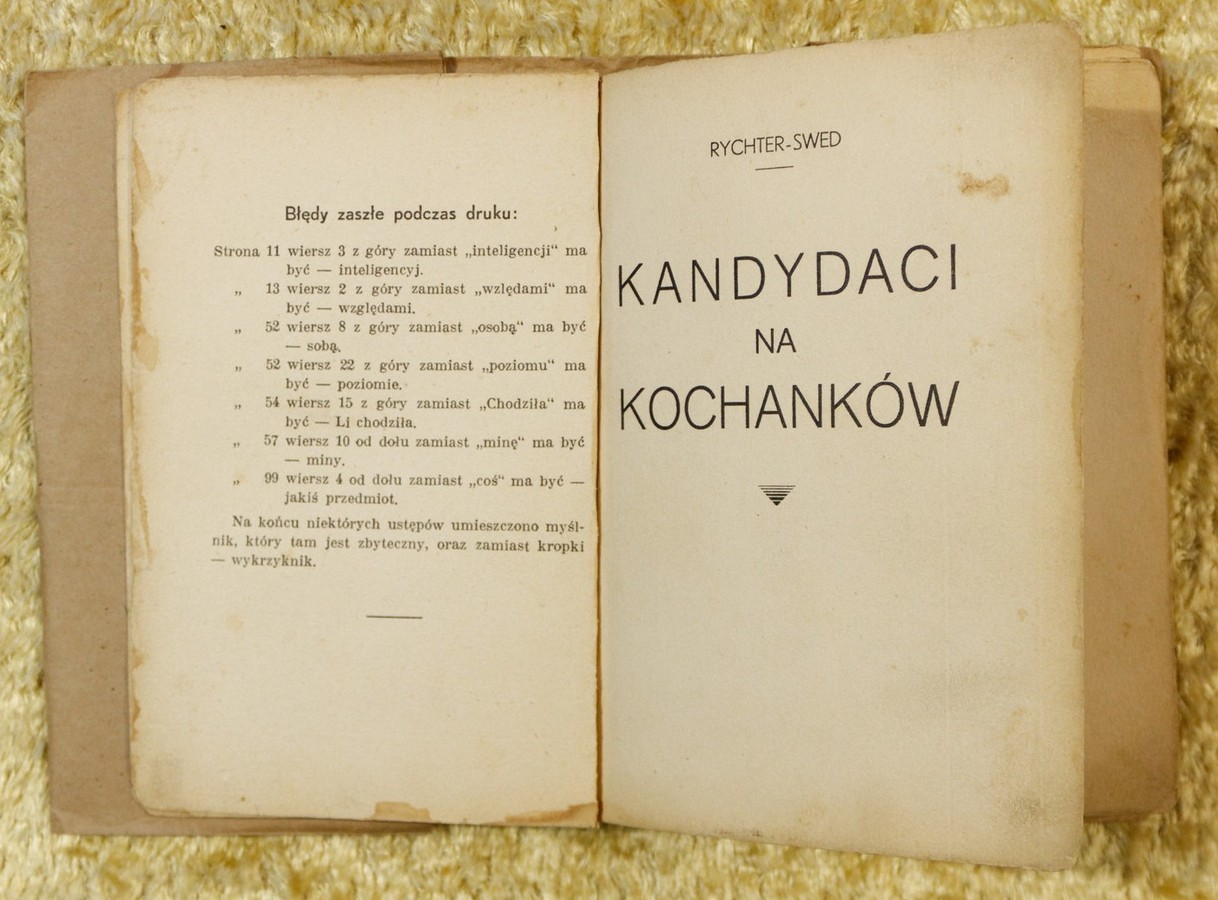 Błędy zaszłe podczas druku:
Strona 11 wiersz 3 z góry zamiast „inteligencji“ ma
być — inteligencyj.
„ 13 wiersz 2 z góry zamiast „wzlędami“ ma
być — względami.
„ 52 wiersz 8 z góry zamiast „osobą“ ma być
— sobą.
„ 52 wiersz 22 z góry zamiast „poziomu“ ma
być — poziomie.
„ 54 wiersz 15 z góry zamiast „Chodziła“ ma
być — Li chodziła.
„ 57 wiersz 10 od dołu zamiast „minę“ ma być
— miny.
„ 99 wiersz 4 od dołu zamiast „coś“ ma być —
jakiś przedmiot.
Na końcu niektórych ustępów umieszczono myśl-
nik, który tam jest zbyteczny, oraz zamiast kropki
— wykrzyknik.
RYCHTER-SWED
KANDYDACI
NA
KOCHANKÓW